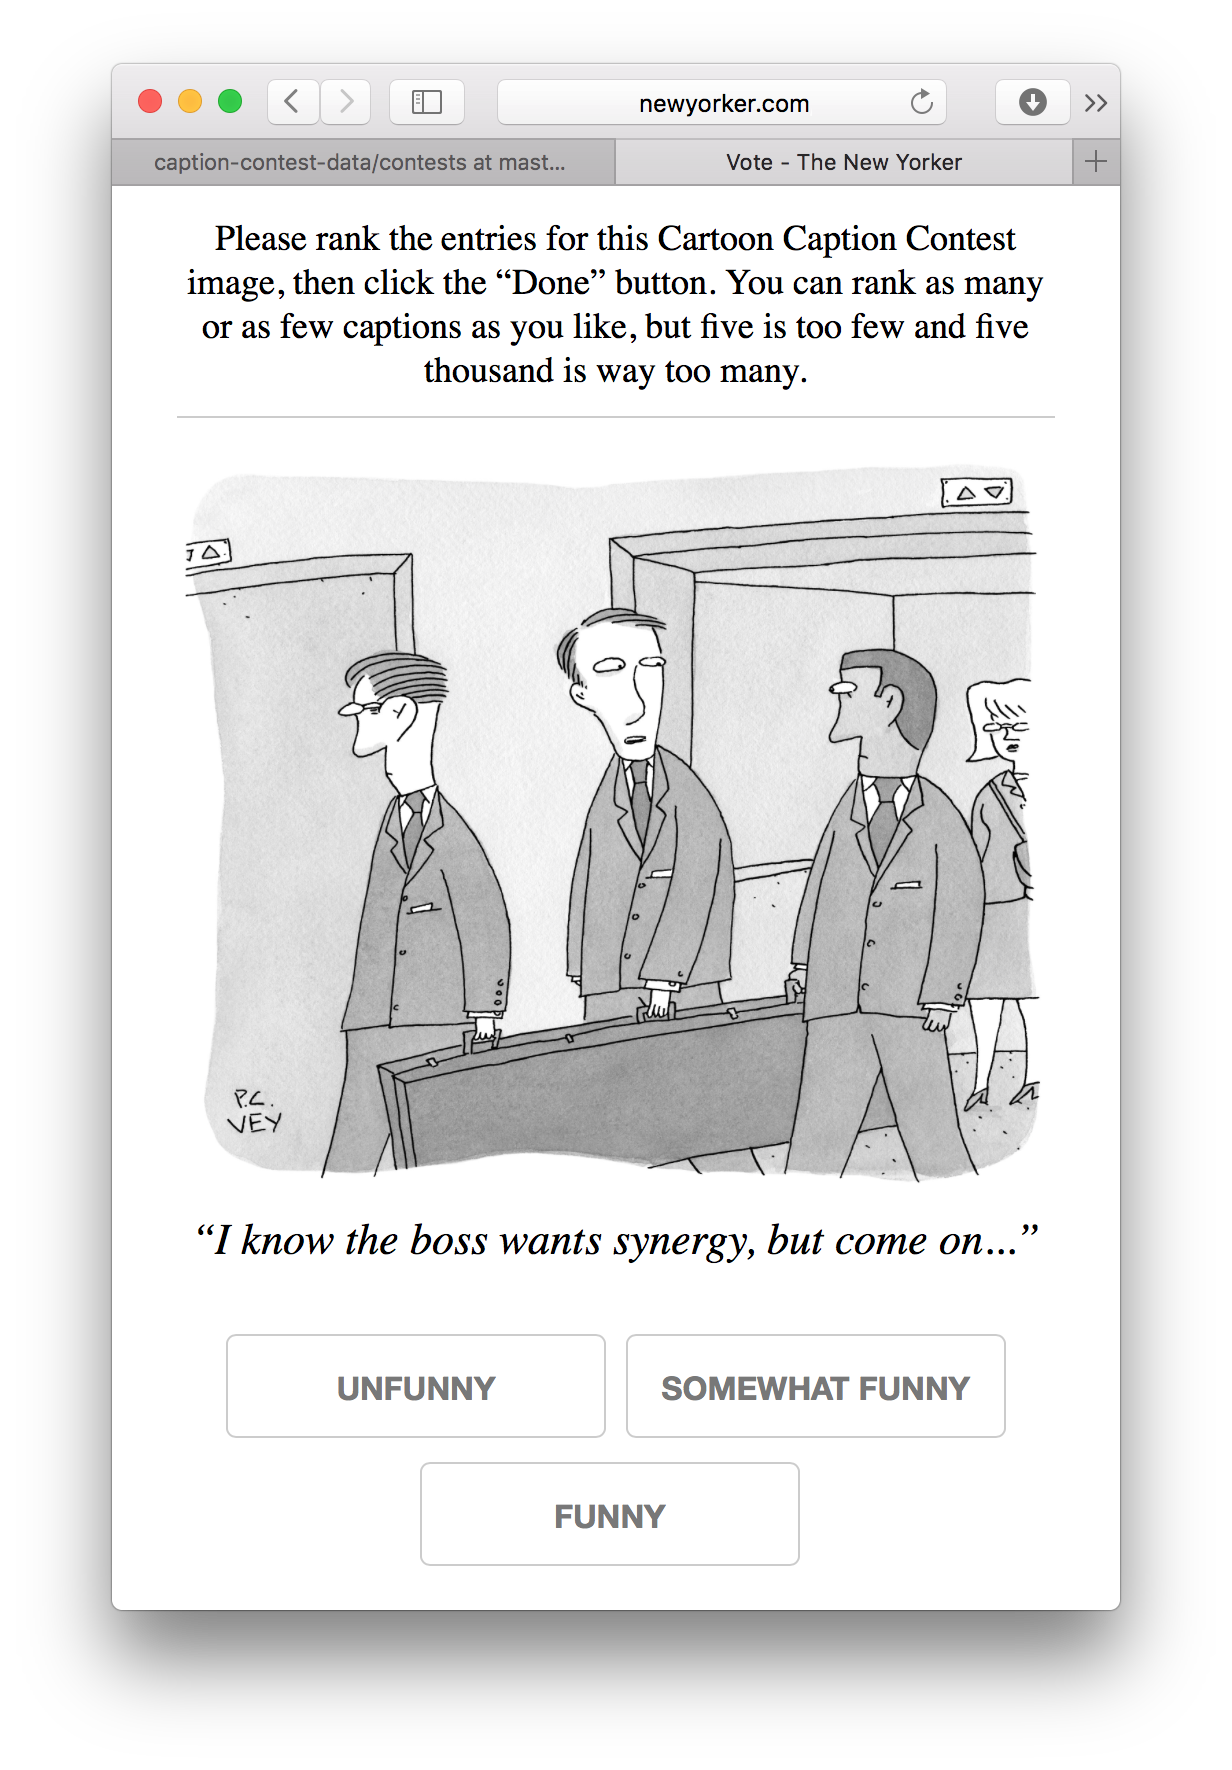 newyorker.com
caption-contest-data/contests at mast...
Vote - The New Yorker
Please rank the entries for this Cartoon Caption Contest
image, then click the “Done” button. You can rank as many
or as few captions as you like, but five is too few and five
thousand is way too many.
P.C.
VEY
“I know the boss wants synergy, but come on...”
UNFUNNY
SOMEWHAT FUNNY
FUNNY